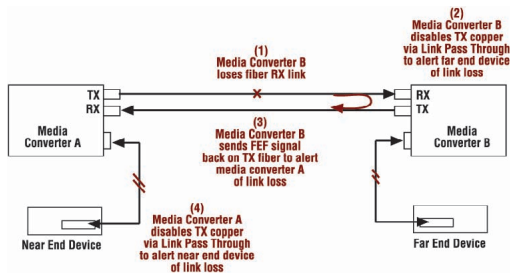 (1)
Media Converter B
loses fiber RX link
(2)
Media Converter B
disables TX copper
via Link Pass Through
to alert far end device
of link loss
TX
RX
Media
Converter A
RX
TX
Media
Converter B
(3)
Media Converter B
sends FEF signal
back on TX fiber to alert
media converter A
of link loss
(4)
Media Converter A
disables TX copper
via Link Pass Through
to alert near end device
of link loss
Near End Device
Far End Device